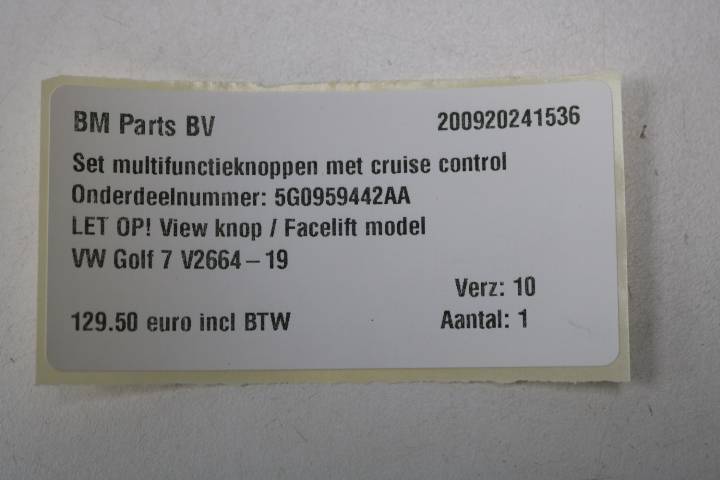 BM Parts BV 200920241536
Set multifunctieknoppen met cruise control
Onderdeelnummer: 5G0959442AA
LET OP! View knop / Facelift model
VW Golf 7 V2664 – 19
Verz: 10
129.50 euro incl BTW Aantal: 1